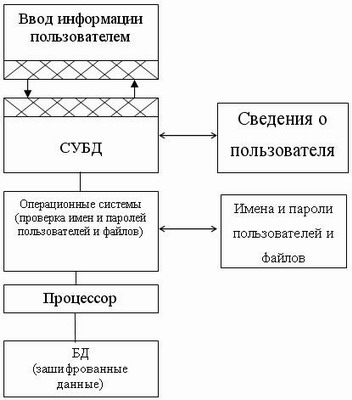 Ввод информации
пользователем
СУБД
Сведения о
пользователя
Операционные системы
(проверка имен и паролей
пользователей и файлов)
Имена и пароли
пользователей и
файлов
Процессор
БД
(зашифрованные
данные)